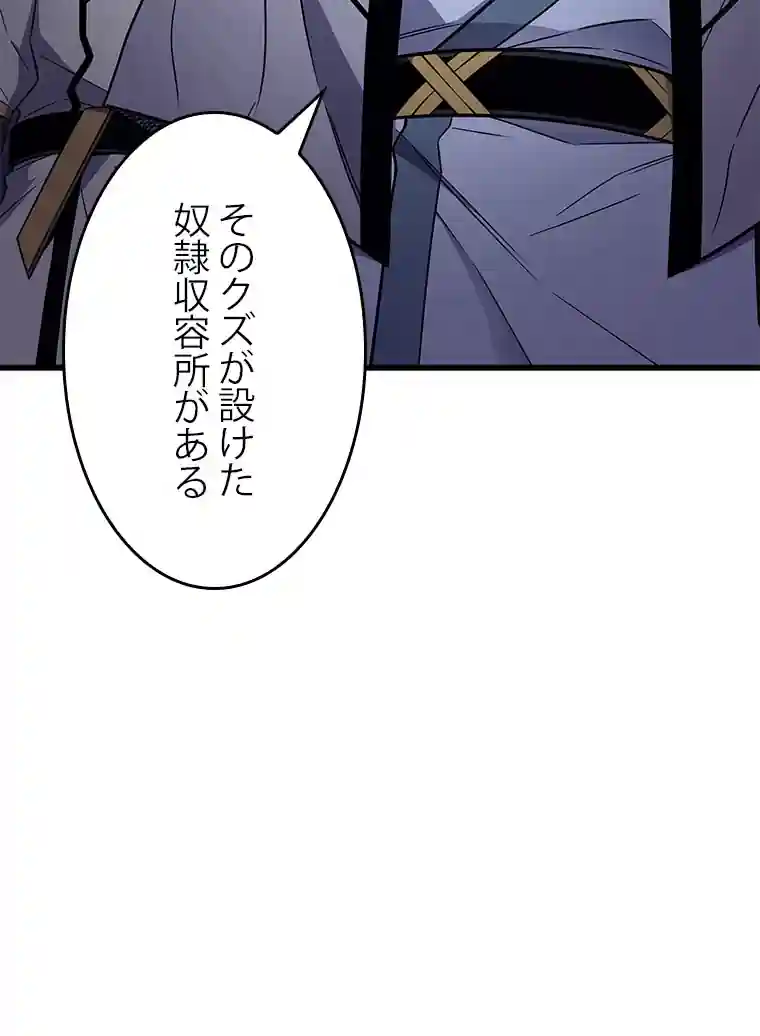 そのクズが設けた
奴隷収容所がある